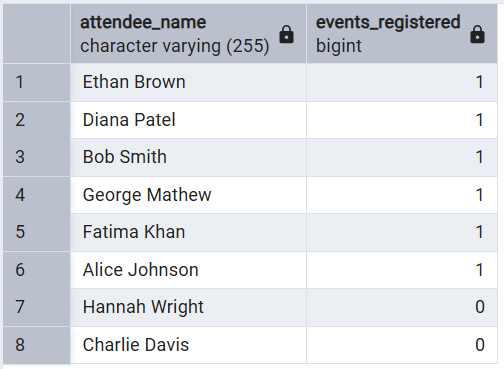 attendee_name events_registered
character varying (255) bigint
1 Ethan Brown 1
2 Diana Patel 1
3 Bob Smith 1
4 George Mathew 1
5 Fatima Khan 1
6 Alice Johnson 1
7 Hannah Wright 0
8 Charlie Davis 0